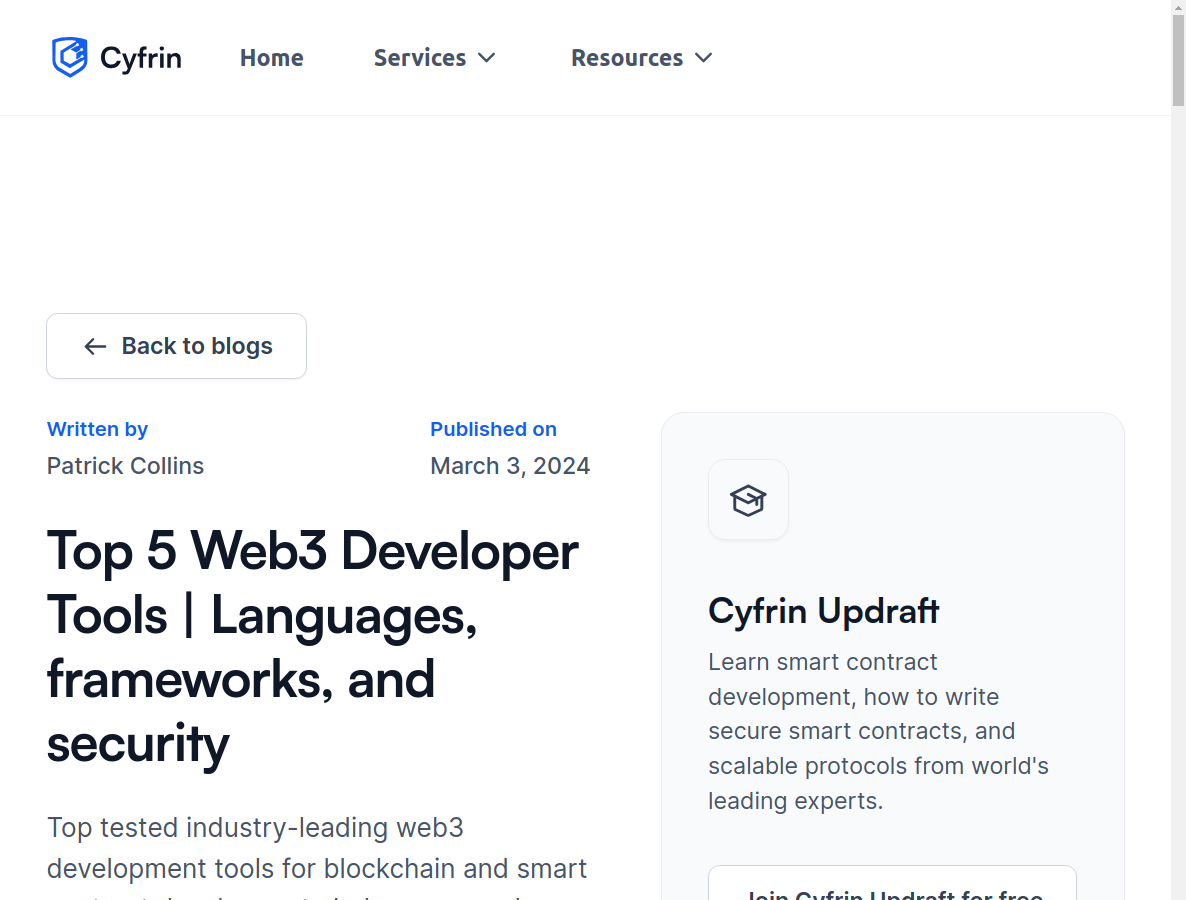 Cyfrin
Home
Services
Resources
Back to blogs
Written by
Patrick Collins
Published on
March 3, 2024
Top 5 Web3 Developer
Tools | Languages,
frameworks, and
security
Top tested industry-leading web3
development tools for blockchain and smart
Cyfrin Updraft
Learn smart contract
development, how to write
secure smart contracts, and
scalable protocols from world's
leading experts.
Join Cyfrin Updraft for free